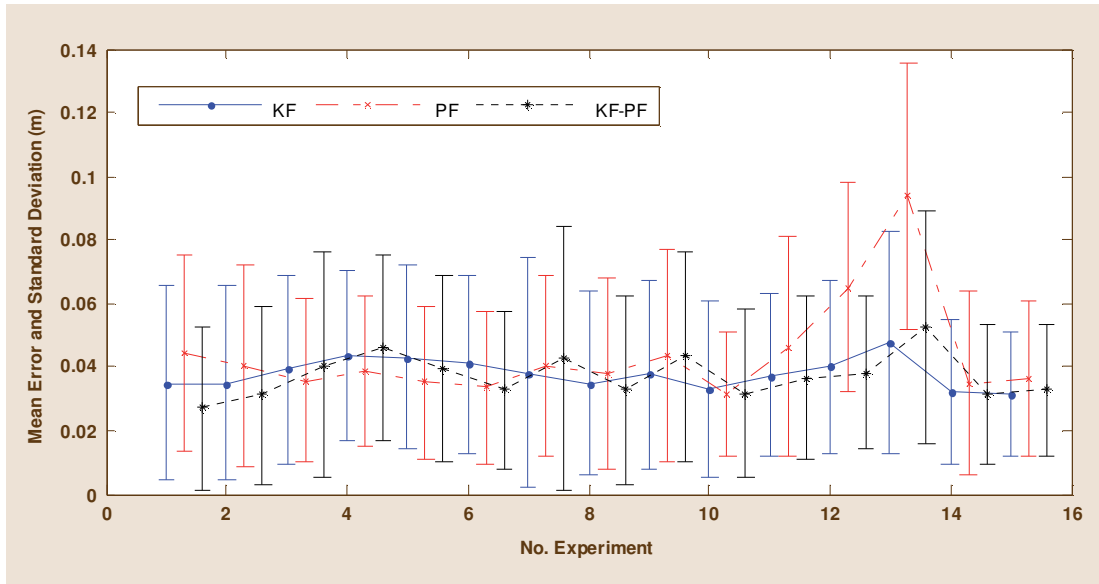 Mean Error and Standard Deviation (m)
0.14
0.12
0.1
0.08
0.06
0.04
0.02
0
KF PF KF-PF
0 2 4 6 8 10 12 14 16
No. Experiment